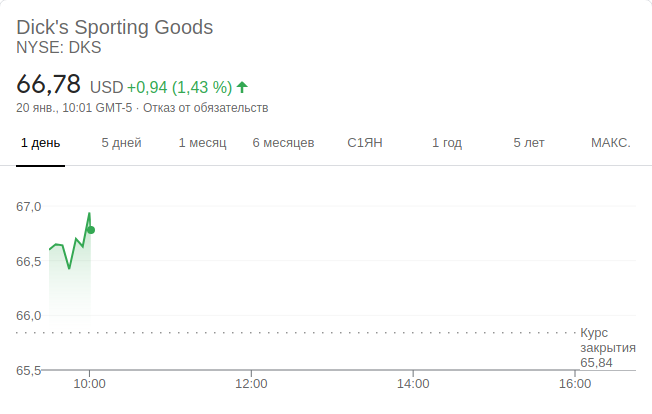 Dick's Sporting Goods
NYSE: DKS
66,78 USD +0,94 (1,43 %)
20 янв., 10:01 GMT-5 · Отказ от обязательств
1 день 5 дней 1 месяц 6 месяцев С1ЯН 1 год 5 лет МАКС.
67,0
66,5
66,0
Курс
закрытия
65,84
65,5
10:00 12:00 14:00 16:00